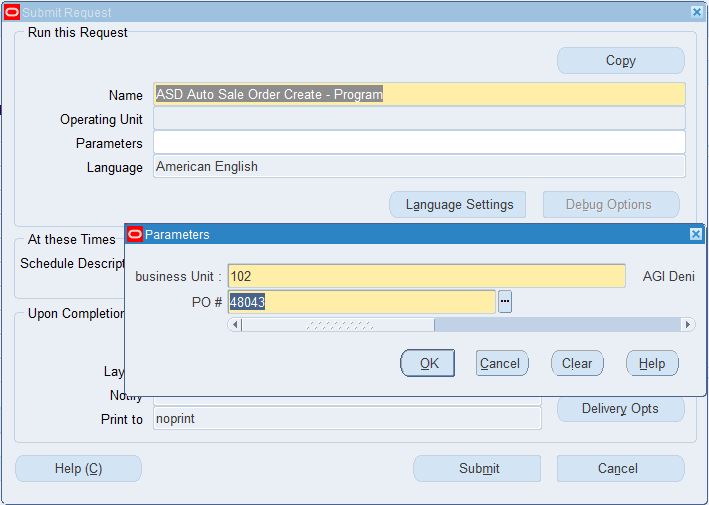 Submit Request
Run this Request
Copy
Name ASD Auto Sale Order Create - Program
Operating Unit
Parameters
Language American English
Language Settings Debug Options
Parameters
At these Times
business Unit : 102 AGI Deni
Schedule Descript
PO # 48043 ...
Upon Completion
OK Cancel Clear Help
Lay
Notify
Delivery Opts
Print to noprint
Help (C) Submit Cancel